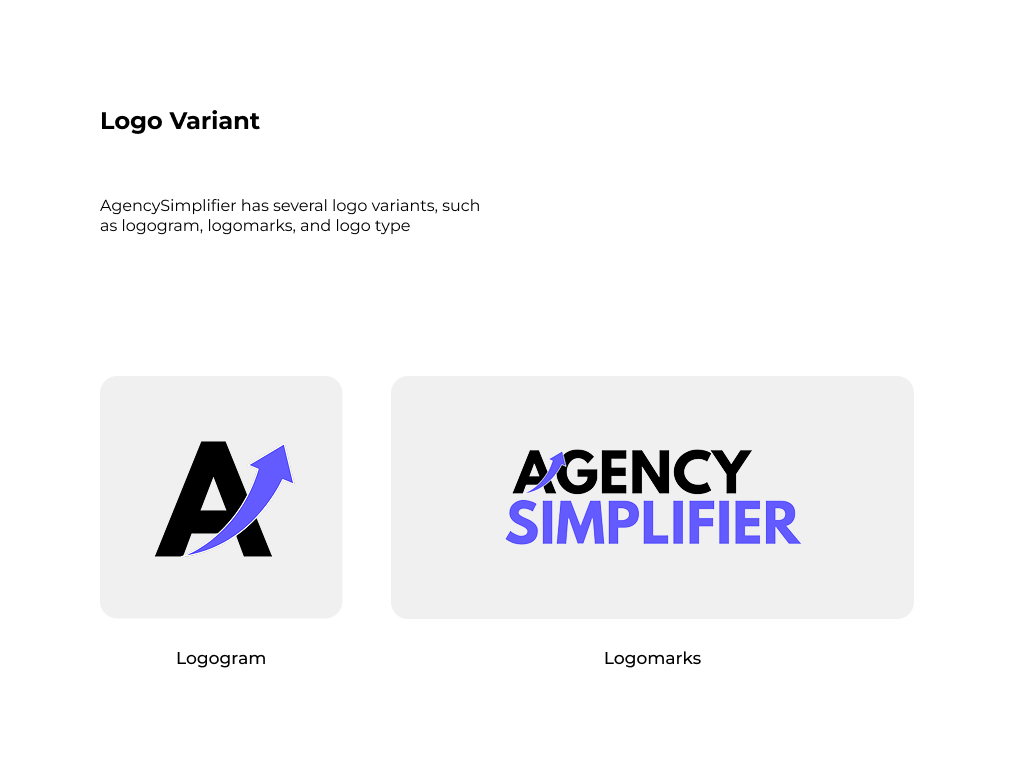 Logo Variant
AgencySimplifier has several logo variants, such
as logogram, logomarks, and logo type
A
AGENCY
SIMPLIFIER
Logogram
Logomarks